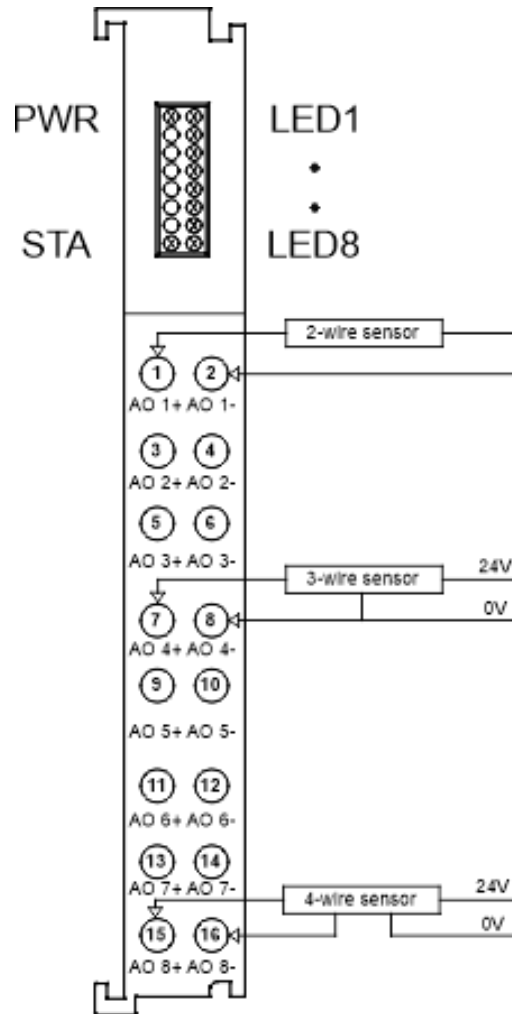 PWR LED1
STA LED8
2-wire sensor
1 2
AO 1+ AO 1-
3 4
AO 2+ AO 2-
5 6
AO 3+ AO 3-
3-wire sensor 24V
0V
7 8
AO 4+ AO 4-
9 10
AO 5+ AO 5-
11 12
AO 6+ AO 6-
13 14
AO 7+ AO 7-
4-wire sensor 24V
0V
15 16
AO 8+ AO 8-